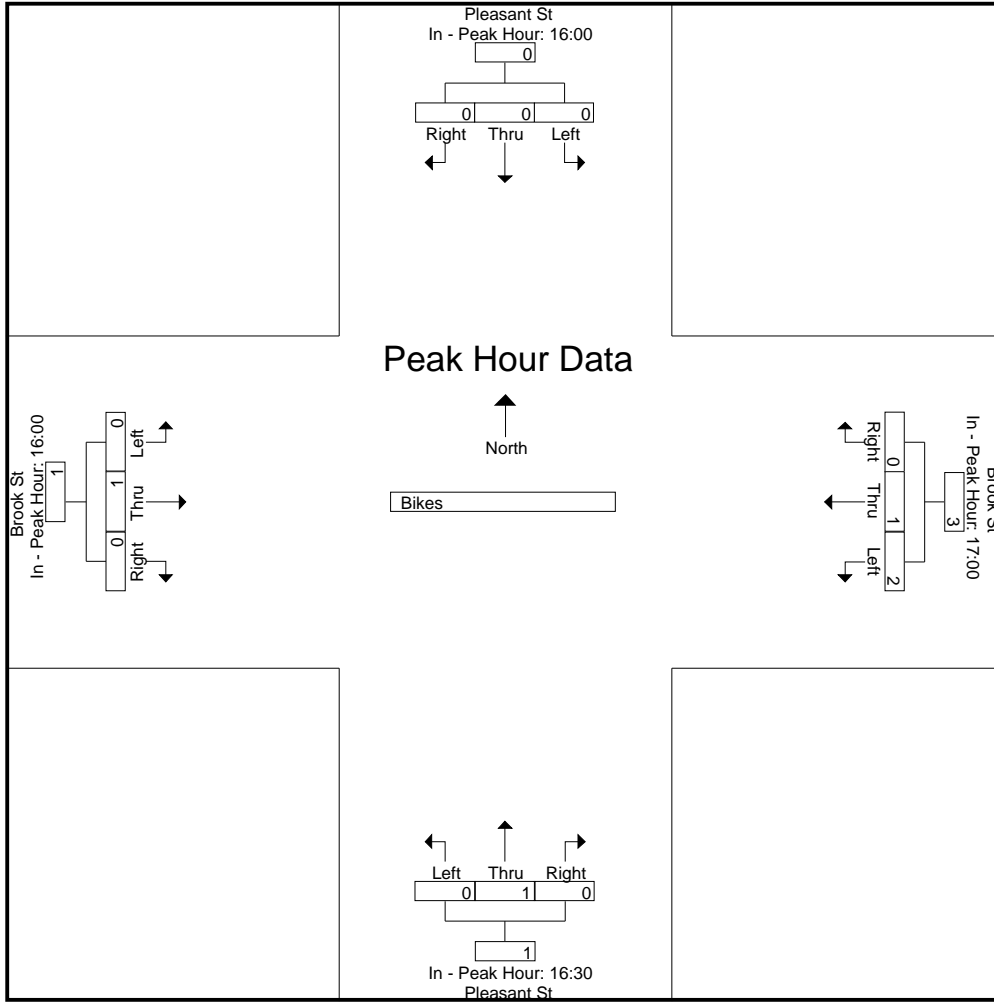 Pleasant St
In - Peak Hour: 16:00
0
0 0 0
Right Thru Left
Peak Hour Data
North
Bikes
Brook St
In - Peak Hour: 16:00
1
0 1 0
Left Thru Right
Brook St
In - Peak Hour: 17:00
3
0 1 2
Right Thru Left
Left Thru Right
0 1 0
1
In - Peak Hour: 16:30
Pleasant St